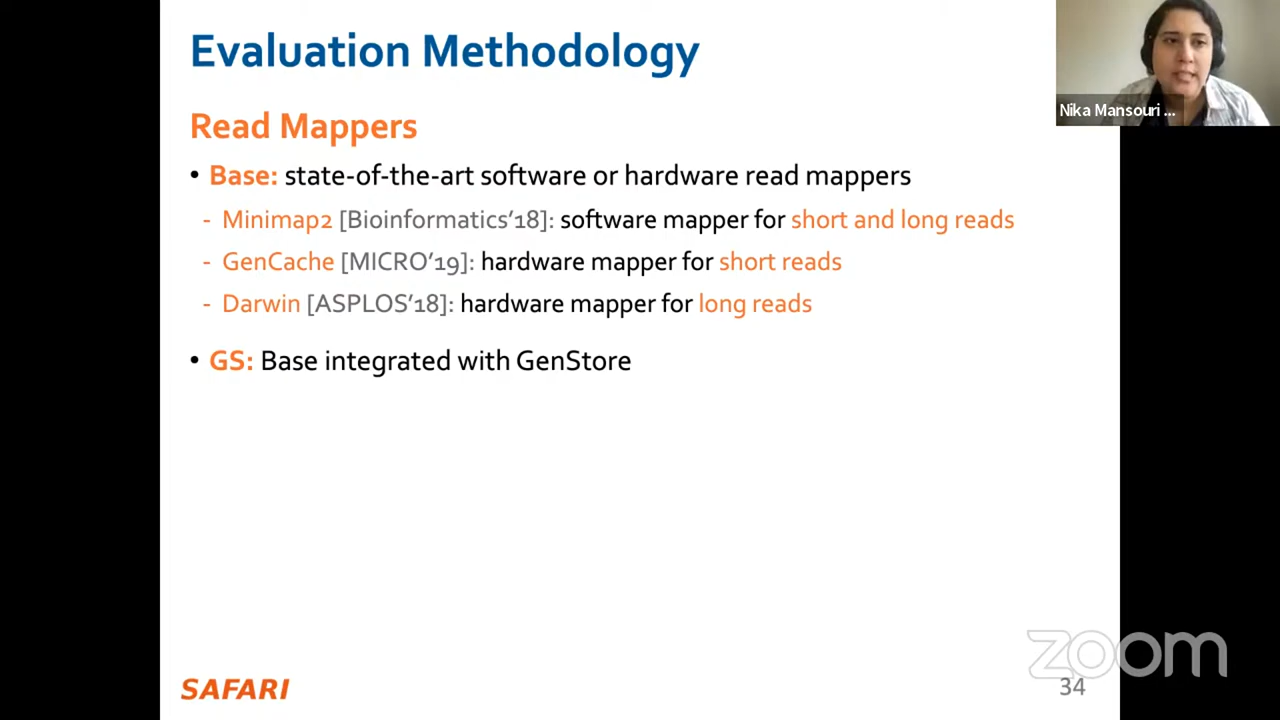 Evaluation Methodology
Nika Mansouri ...
Read Mappers
• Base: state-of-the-art software or hardware read mappers
- Minimap2 [Bioinformatics’18]: software mapper for short and long reads
- GenCache [MICRO’19]: hardware mapper for short reads
- Darwin [ASPLOS’18]: hardware mapper for long reads
• GS: Base integrated with GenStore
zoom
SAFARI
34